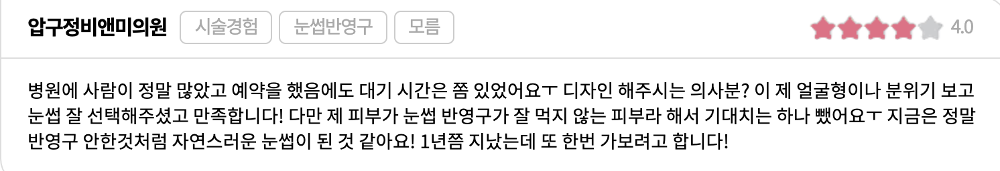 압구정비앤미의원 시술경험 눈썹반영구 모름 4.0
병원에 사람이 정말 많았고 예약을 했음에도 대기 시간은 쫌 있었어요ㅜ 디자인 해주시는 의사분? 이 제 얼굴형이나 분위기 보고
눈썹 잘 선택해주셨고 만족합니다! 다만 제 피부가 눈썹 반영구가 잘 먹지 않는 피부라 해서 기대치는 하나 뺐어요ㅜ 지금은 정말
반영구 안한것처럼 자연스러운 눈썹이 된 것 같아요! 1년쯤 지났는데 또 한번 가보려고 합니다!